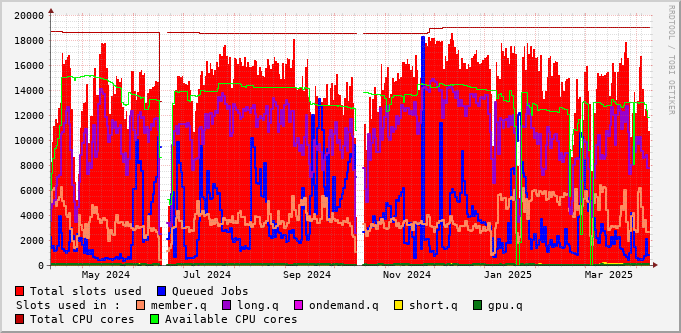 20000
18000
16000
14000
12000
10000
8000
6000
4000
2000
0
May 2024 Jul 2024 Sep 2024 Nov 2024 Jan 2025 Mar 2025
RRDTOOL / TOBI OETIKER
Total slots used Queued Jobs
Slots used in : member.q long.q ondemand.q short.q gpu.q
Total CPU cores Available CPU cores